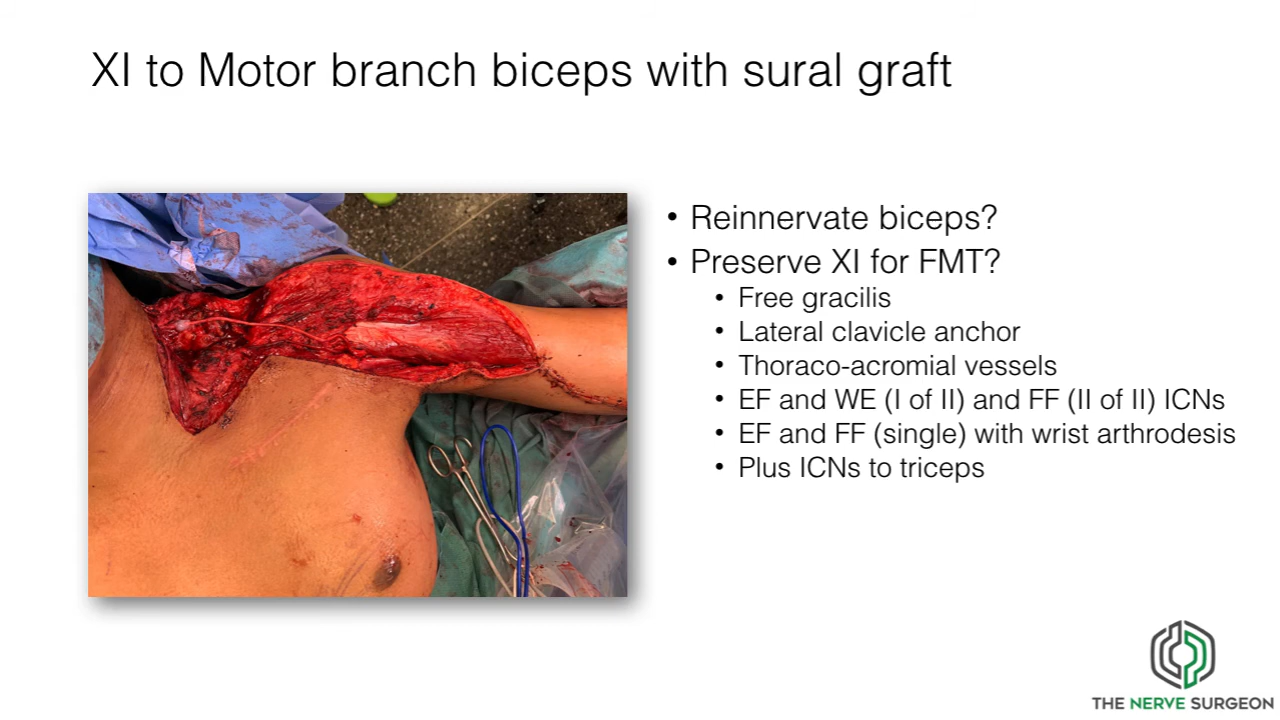 XI to Motor branch biceps with sural graft
• Reinnervate biceps?
• Preserve XI for FMT?
• Free gracilis
• Lateral clavicle anchor
• Thoraco-acromial vessels
• EF and WE (I of II) and FF (II of II) ICNs
• EF and FF (single) with wrist arthrodesis
• Plus ICNs to triceps
THE NERVE SURGEON